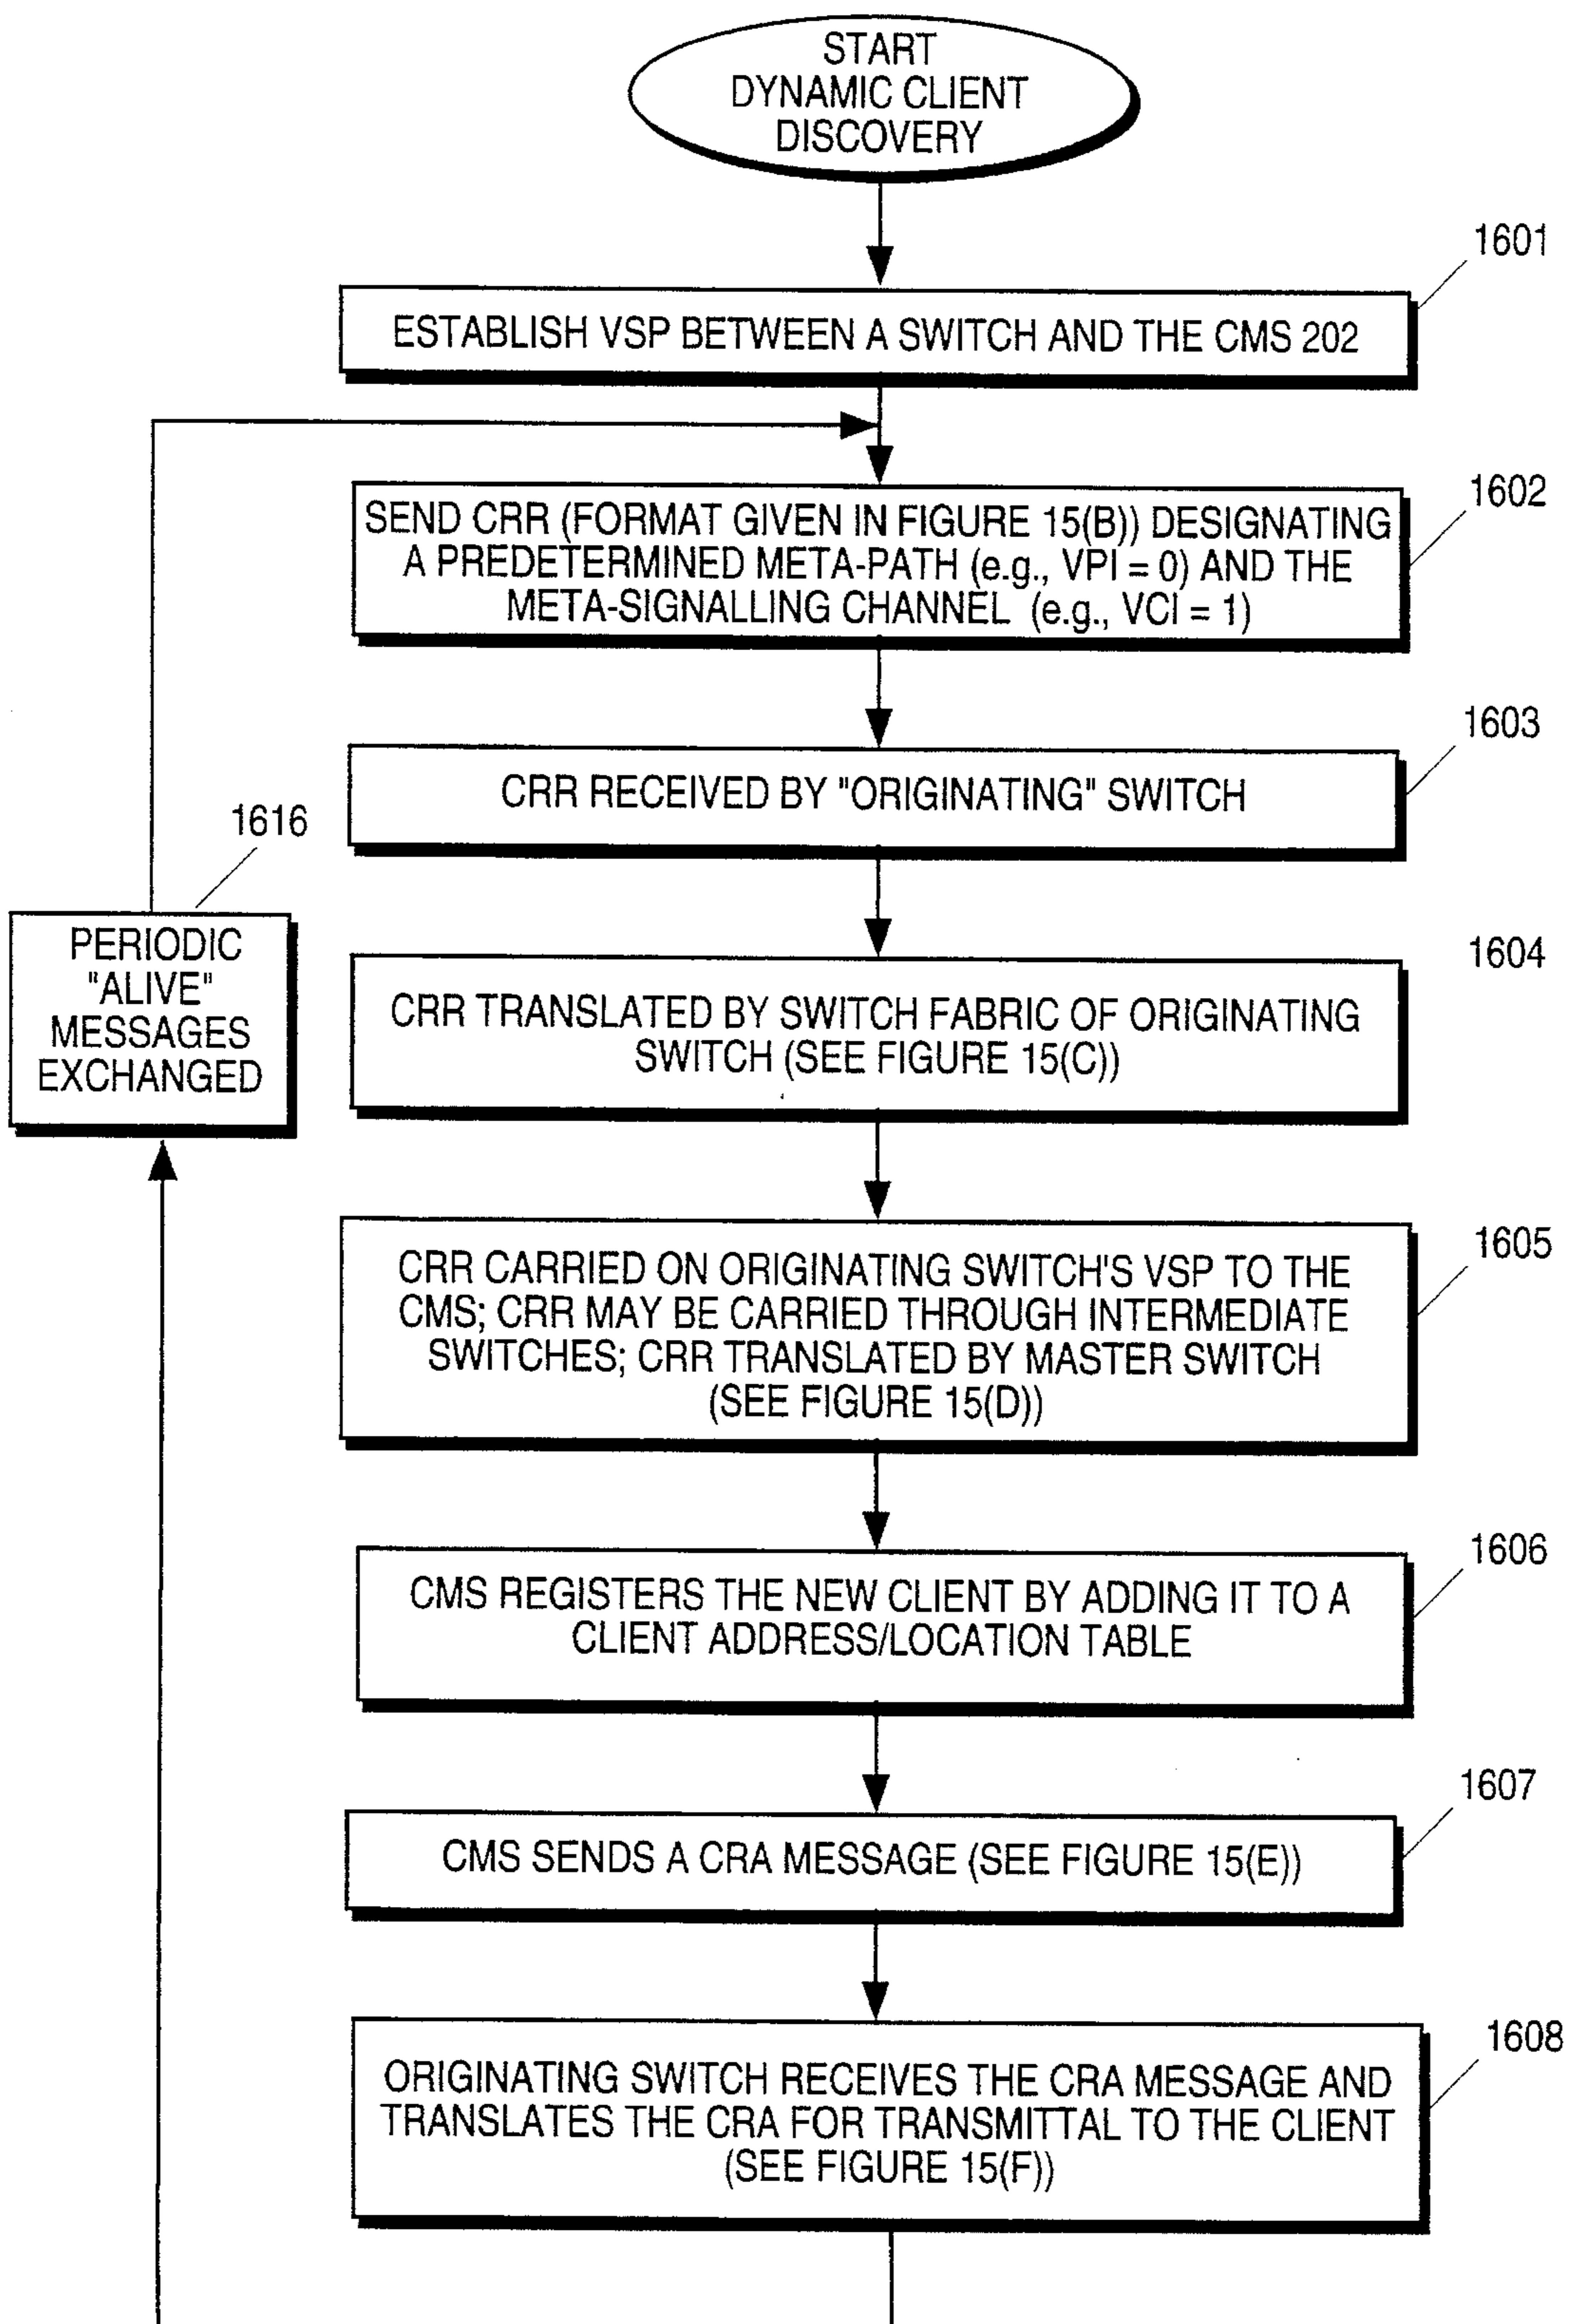 START
DYNAMIC CLIENT
DISCOVERY
1601
ESTABLISH VSP BETWEEN A SWITCH AND THE CMS 202
1602
SEND CRR (FORMAT GIVEN IN FIGURE 15(B)) DESIGNATING
A PREDETERMINED META-PATH (e.g., VPI = 0) AND THE
META-SIGNALLING CHANNEL (e.g., VCI = 1)
1603
CRR RECEIVED BY "ORIGINATING" SWITCH
1616
PERIODIC
"ALIVE"
MESSAGES
EXCHANGED
1604
CRR TRANSLATED BY SWITCH FABRIC OF ORIGINATING
SWITCH (SEE FIGURE 15(C))
1605
CRR CARRIED ON ORIGINATING SWITCH'S VSP TO THE
CMS; CRR MAY BE CARRIED THROUGH INTERMEDIATE
SWITCHES; CRR TRANSLATED BY MASTER SWITCH
(SEE FIGURE 15(D))
1606
CMS REGISTERS THE NEW CLIENT BY ADDING IT TO A
CLIENT ADDRESS/LOCATION TABLE
1607
CMS SENDS A CRA MESSAGE (SEE FIGURE 15(E))
1608
ORIGINATING SWITCH RECEIVES THE CRA MESSAGE AND
TRANSLATES THE CRA FOR TRANSMITTAL TO THE CLIENT
(SEE FIGURE 15(F))